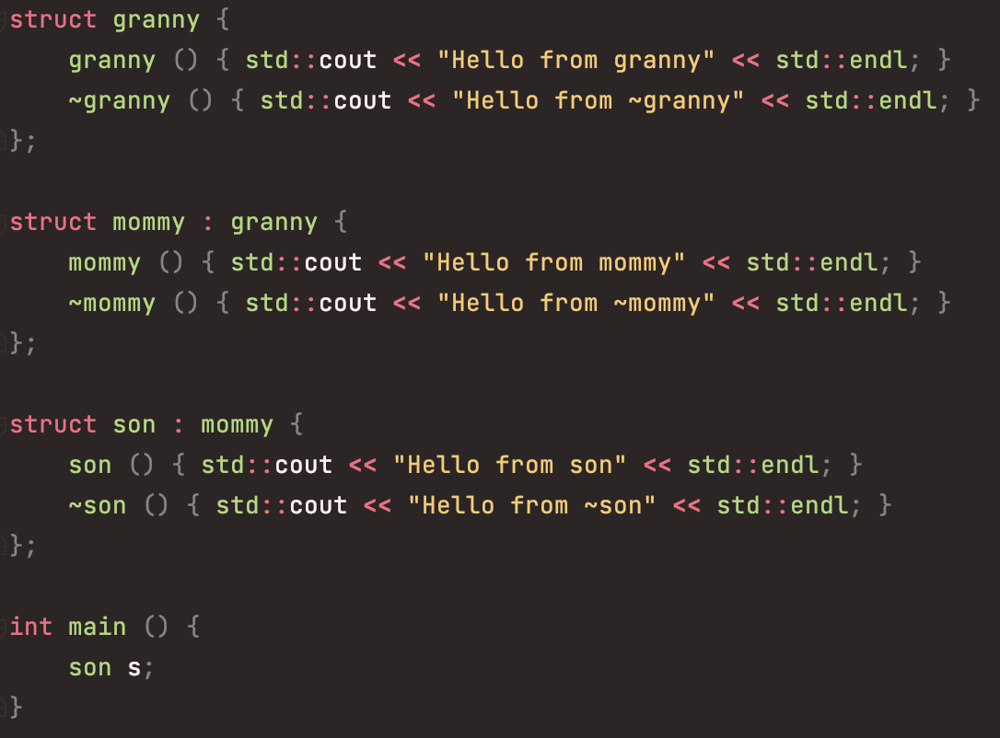 struct granny {
    granny () { std::cout << "Hello from granny" << std::endl; }
    ~granny () { std::cout << "Hello from ~granny" << std::endl; }
};

struct mommy : granny {
    mommy () { std::cout << "Hello from mommy" << std::endl; }
    ~mommy () { std::cout << "Hello from ~mommy" << std::endl; }
};

struct son : mommy {
    son () { std::cout << "Hello from son" << std::endl; }
    ~son () { std::cout << "Hello from ~son" << std::endl; }
};

int main () {
    son s;
}